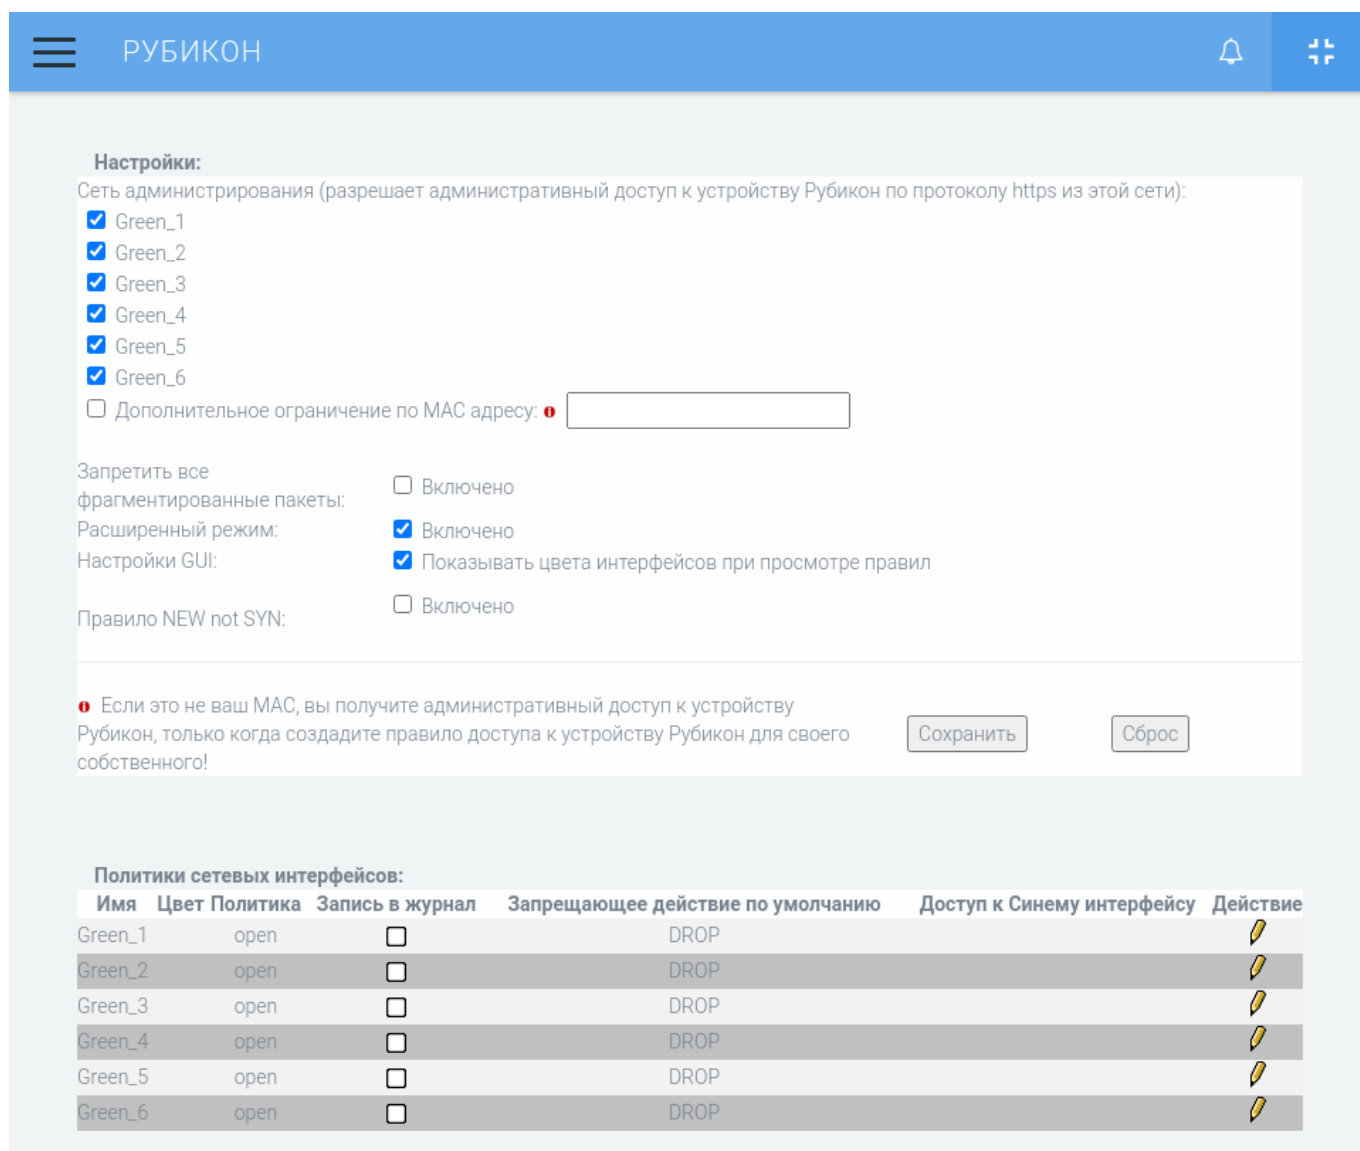 РУБИКОН
Настройки:
Сеть администрирования (разрешает административный доступ к устройству Рубикон по протоколу https из этой сети):
Green_1
Green_2
Green_3
Green_4
Green_5
Green_6
Дополнительное ограничение по MAC адресу:
Запретить все
фрагментированные пакеты:
Включено
Расширенный режим:
Включено
Настройки GUI:
Показывать цвета интерфейсов при просмотре правил
Правило NEW not SYN:
Включено
Если это не ваш MAC, вы получите административный доступ к устройству
Рубикон, только когда создадите правило доступа к устройству Рубикон для своего
собственного!
Сохранить
Сброс
Политики сетевых интерфейсов:
Имя Цвет Политика Запись в журнал Запрещающее действие по умолчанию Доступ к Синему интерфейсу Действие
Green_1 open DROP
Green_2 open DROP
Green_3 open DROP
Green_4 open DROP
Green_5 open DROP
Green_6 open DROP